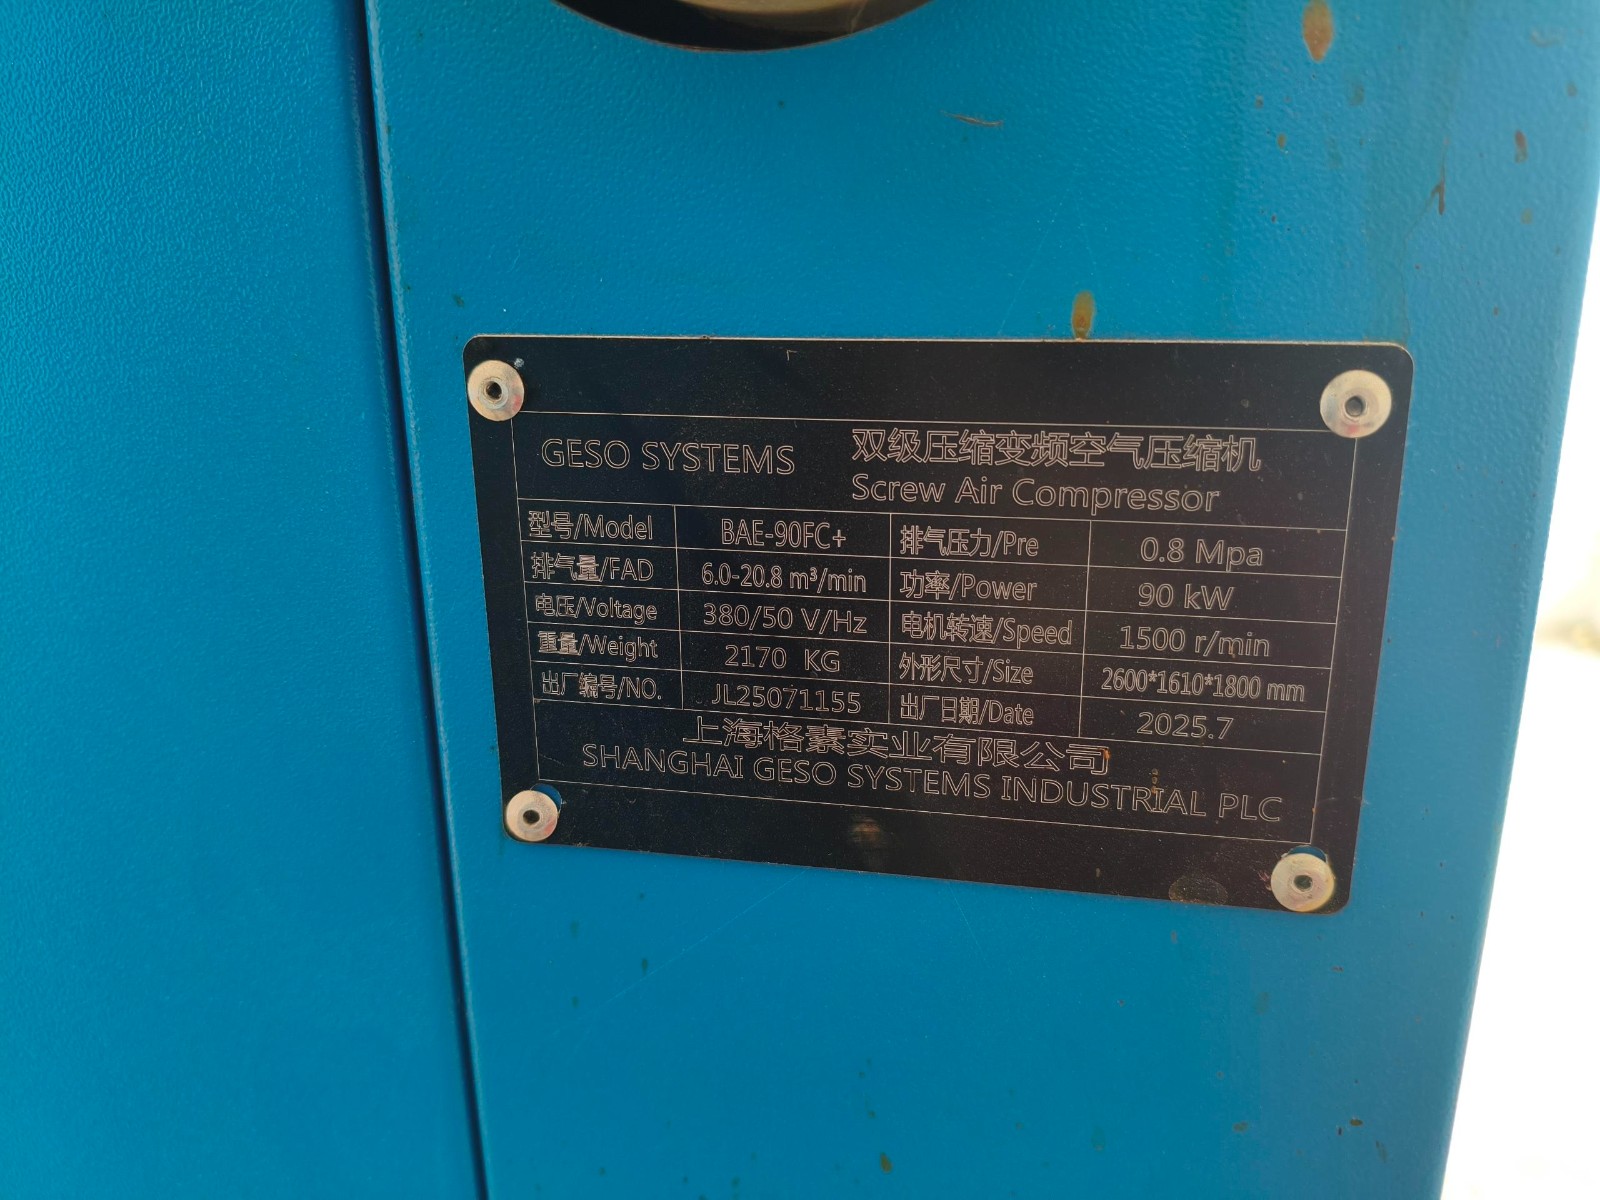 GESO SYSTEMS 双级压缩变频空气压缩机
Screw Air Compressor
型号/Model BAE-90FC+ 排气压力/Pre 0.8 Mpa
排气量/FAD 6.0-20.8 m³/min 功率/Power 90 kW
电压/Voltage 380/50 V/Hz 电机转速/Speed 1500 r/min
重量/Weight 2170 KG 外形尺寸/Size 2600*1610*1800 mm
出厂编号/NO. JL25071155 出厂日期/Date 2025.7
上海格素实业有限公司
SHANGHAI GESO SYSTEMS INDUSTRIAL PLC